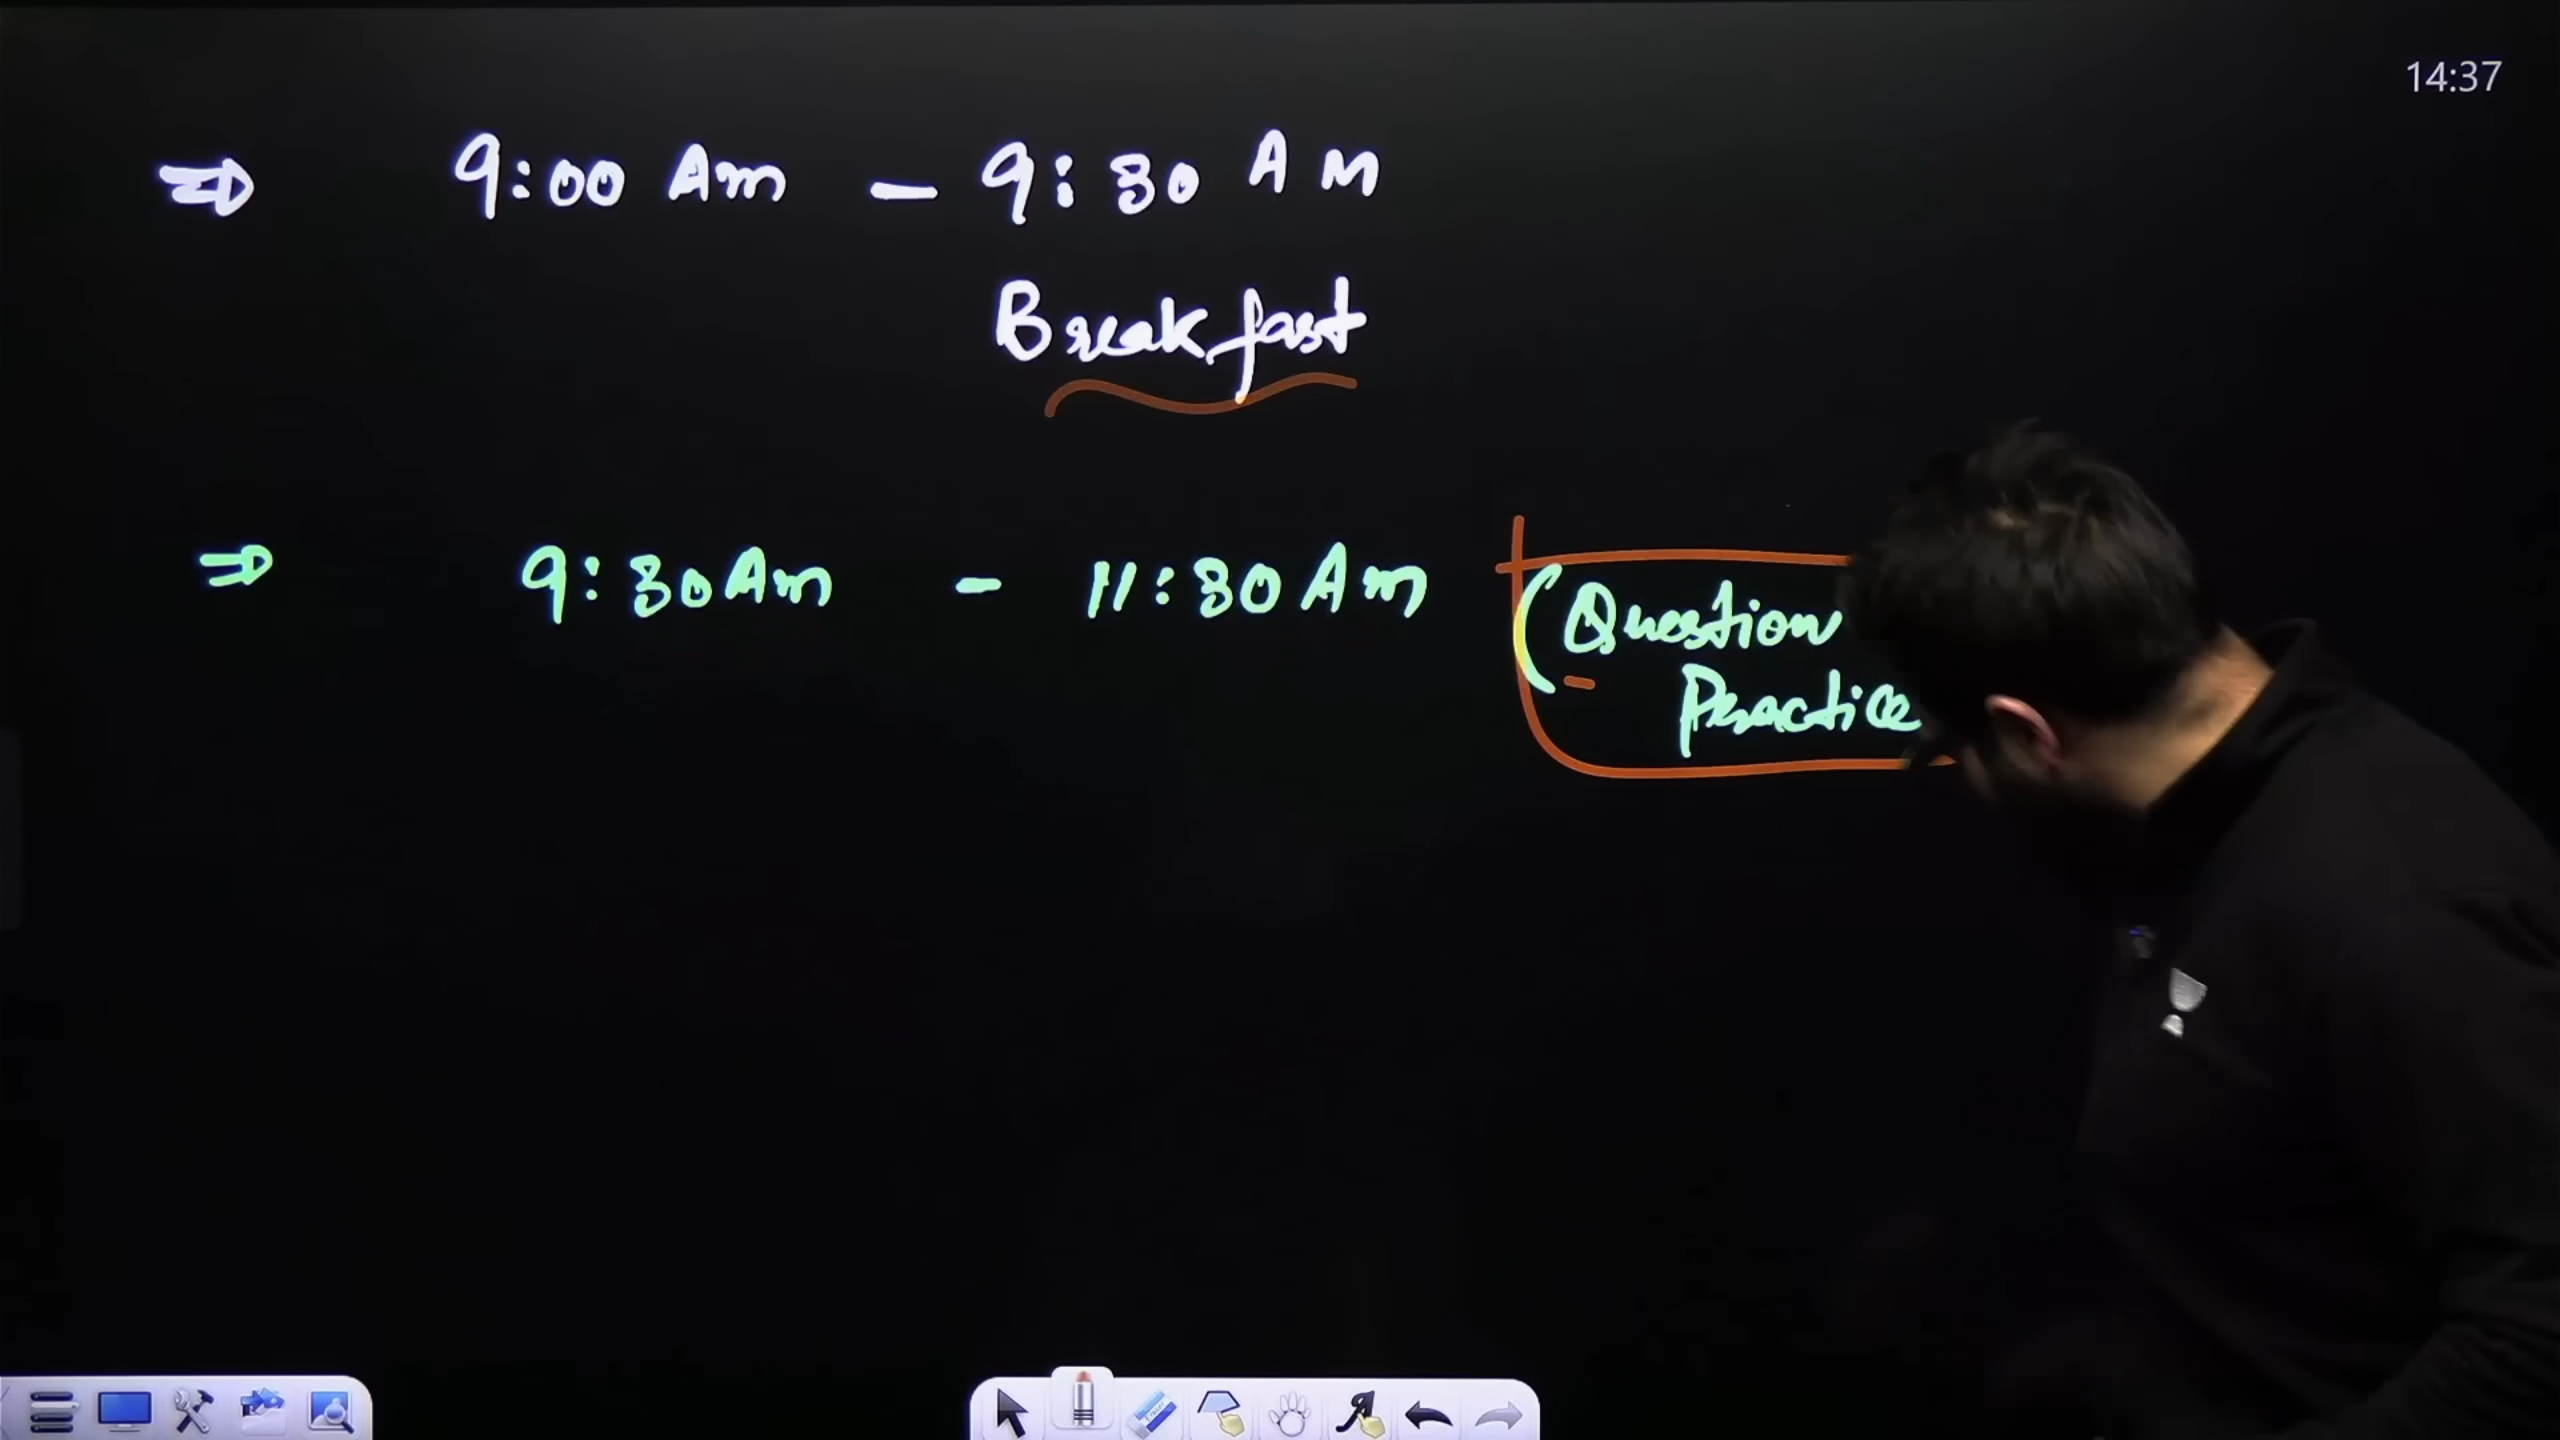 14:37
⇒ 9:00 Am - 9:30 AM
Breakfast
⇒ 9:30 Am - 11:30 Am (Question
Practice